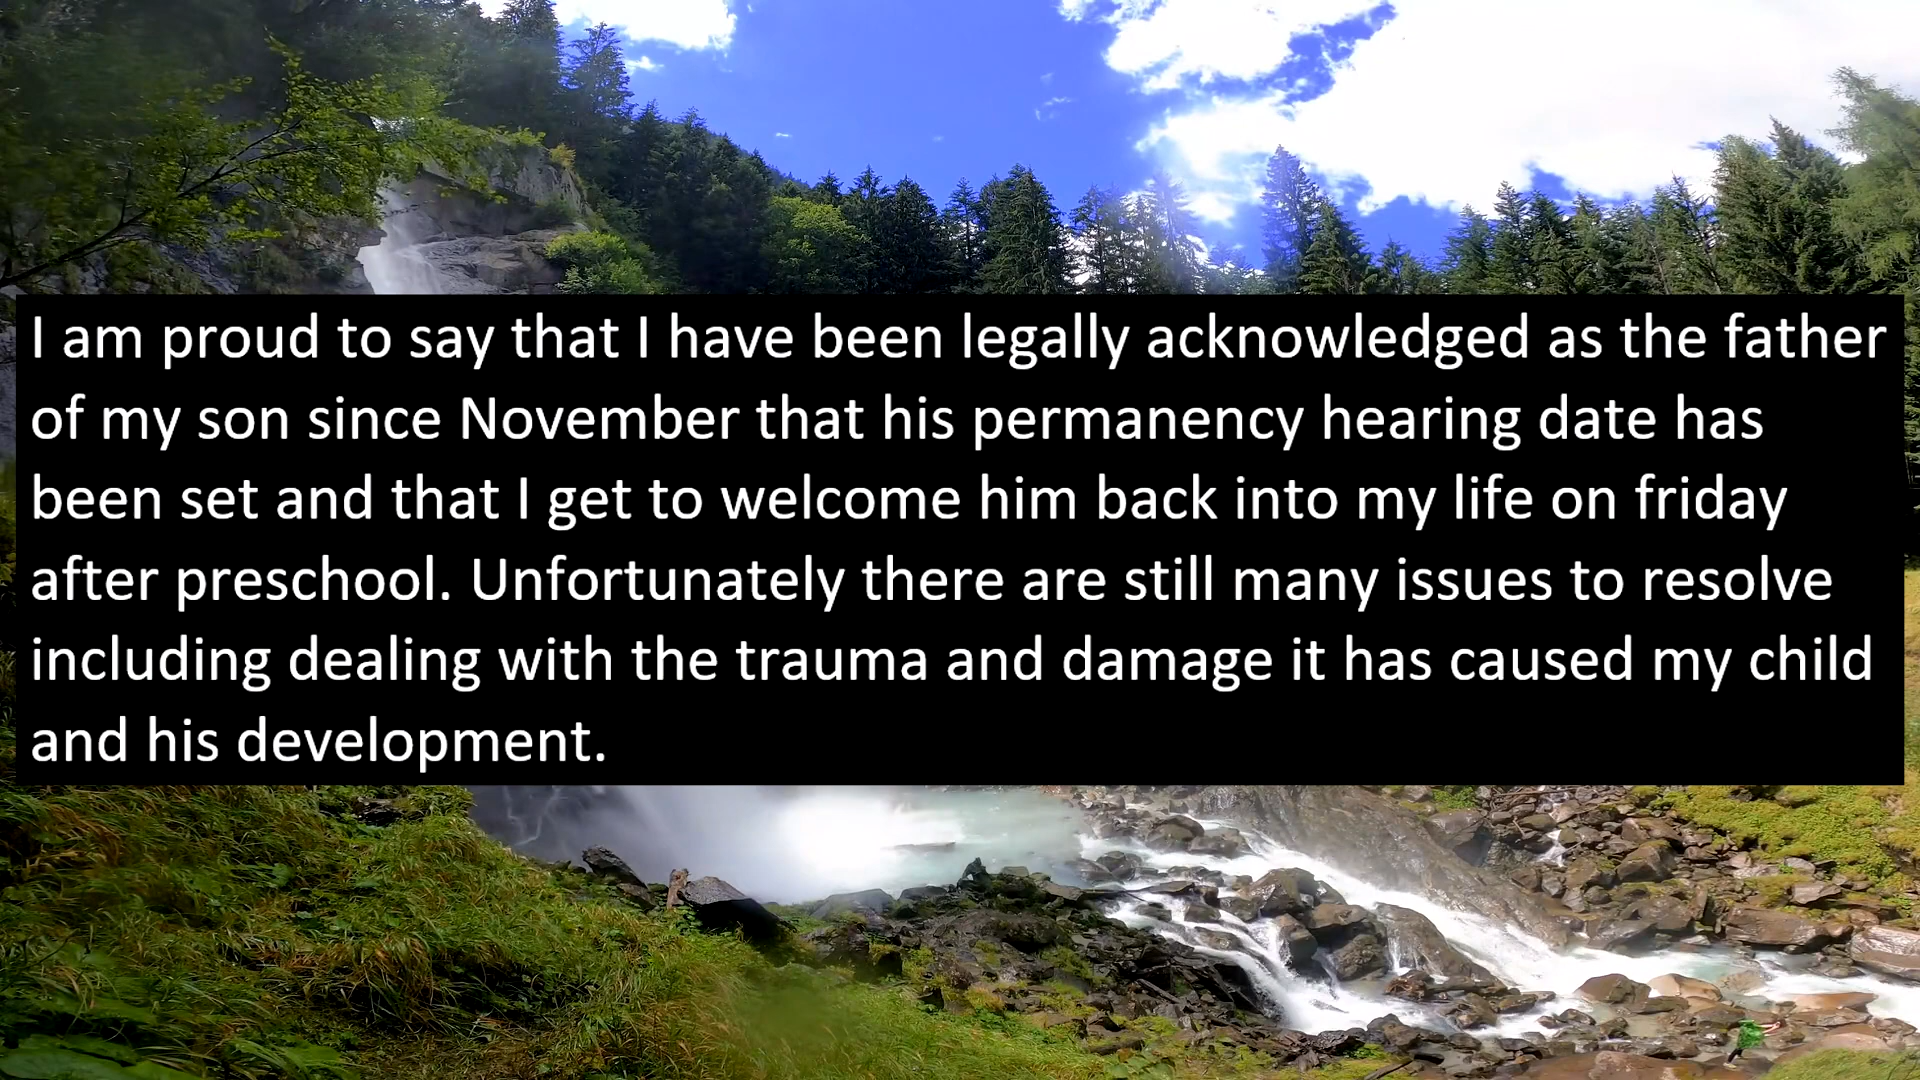 I am proud to say that I have been legally acknowledged as the father
of my son since November that his permanency hearing date has
been set and that I get to welcome him back into my life on friday
after preschool. Unfortunately there are still many issues to resolve
including dealing with the trauma and damage it has caused my child
and his development.